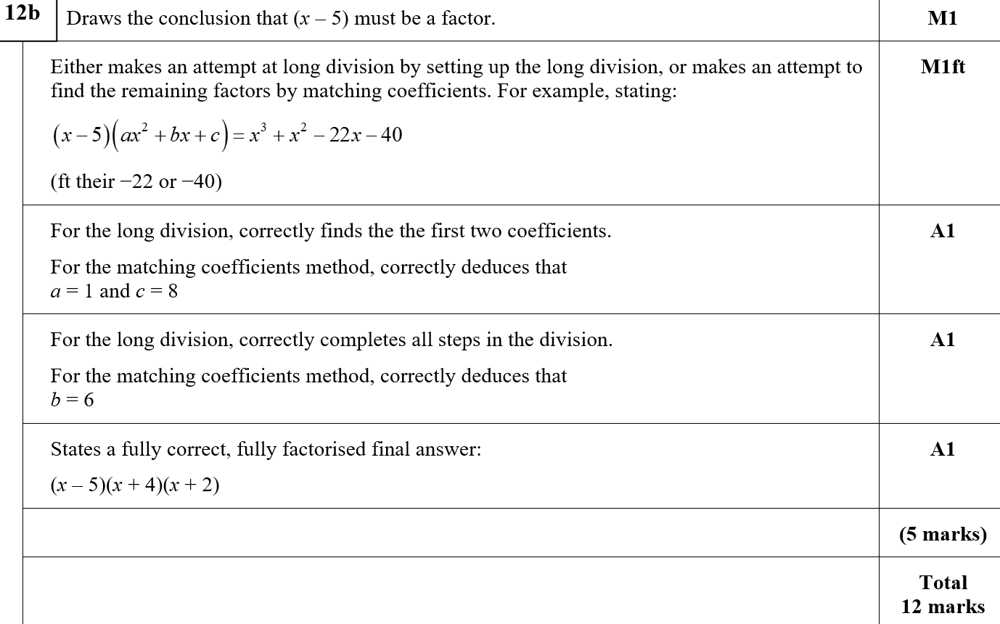 12b Draws the conclusion that (x – 5) must be a factor. M1
Either makes an attempt at long division by setting up the long division, or makes an attempt to M1ft
find the remaining factors by matching coefficients. For example, stating:
(x – 5)(ax² + bx + c) = x³ + x² – 22x – 40
(ft their −22 or −40)
For the long division, correctly finds the the first two coefficients. A1
For the matching coefficients method, correctly deduces that
a = 1 and c = 8
For the long division, correctly completes all steps in the division. A1
For the matching coefficients method, correctly deduces that
b = 6
States a fully correct, fully factorised final answer: A1
(x – 5)(x + 4)(x + 2)
(5 marks)
Total
12 marks